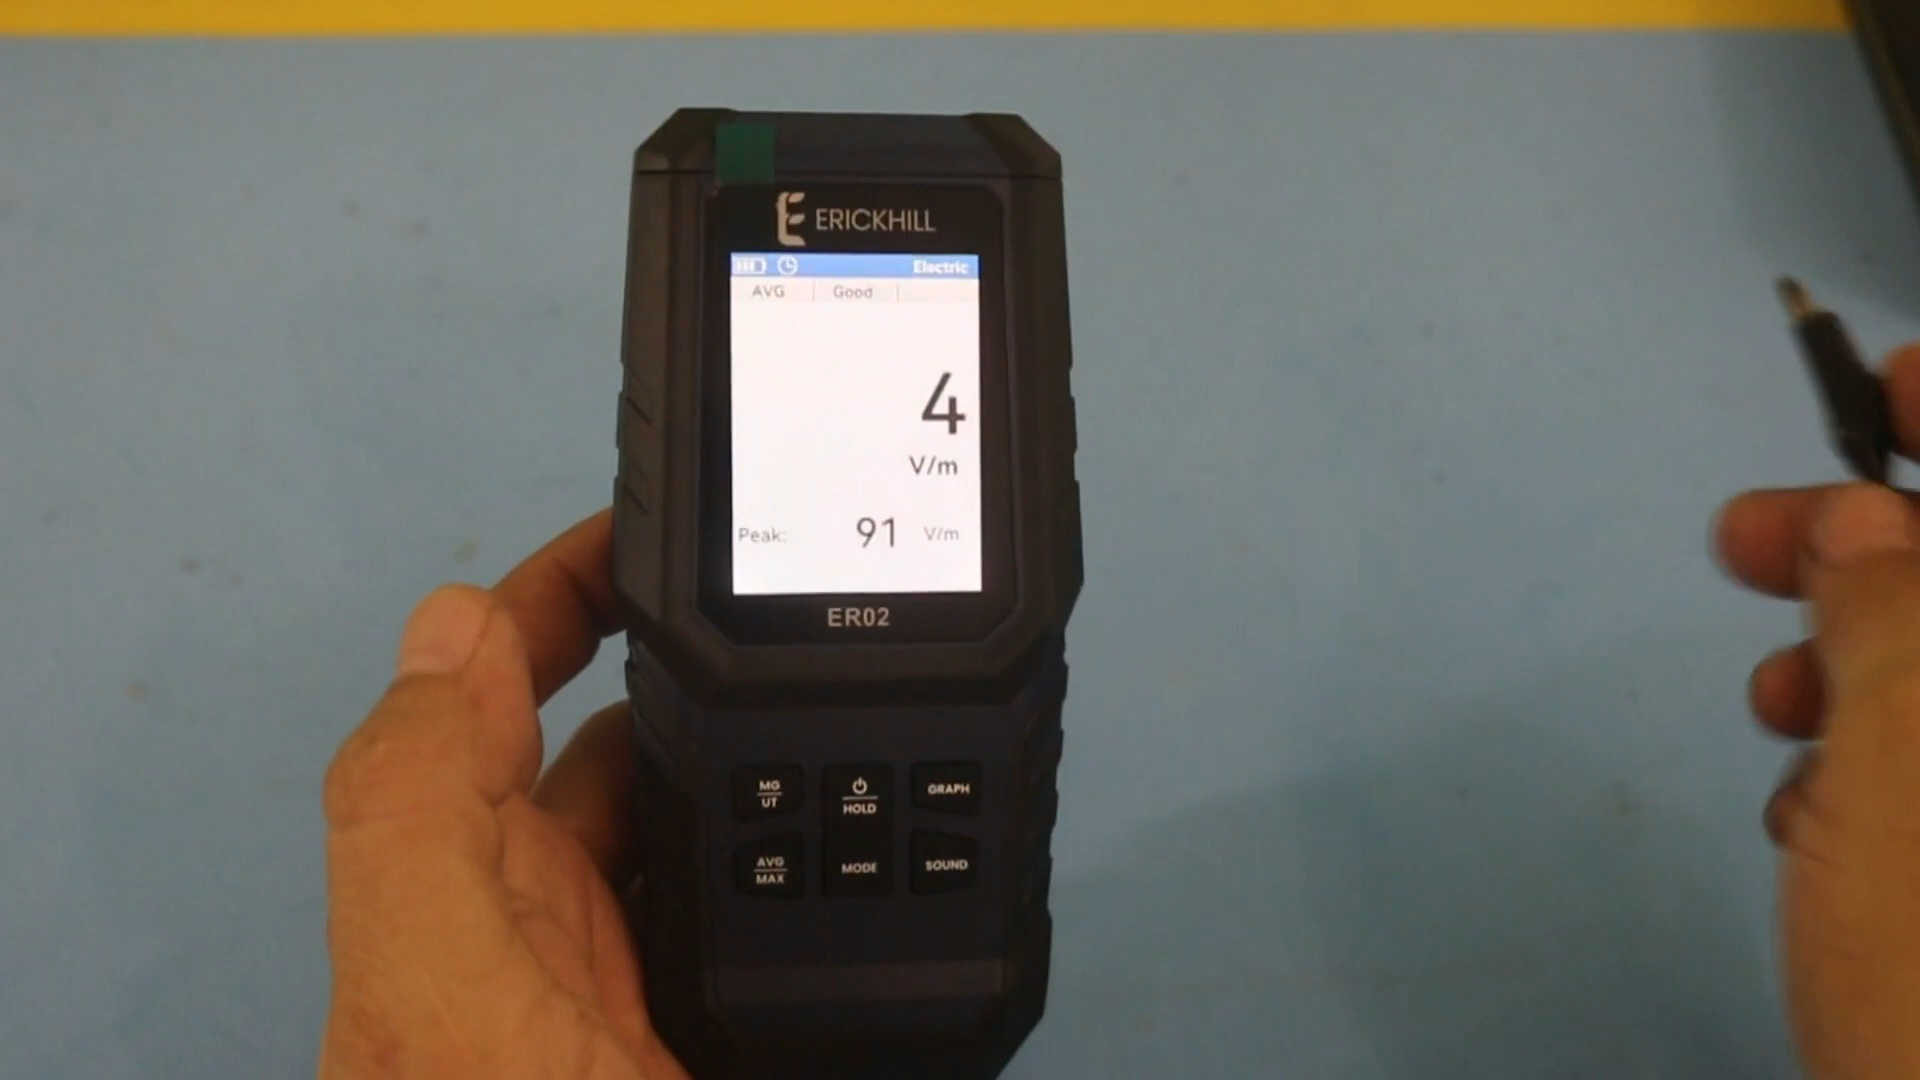 ERICKHILL
Electric
AVG Good
4
V/m
Peak: 91 V/m
ER02
MG
UT
HOLD
GRAPH
AVG
MAX
MODE
SOUND